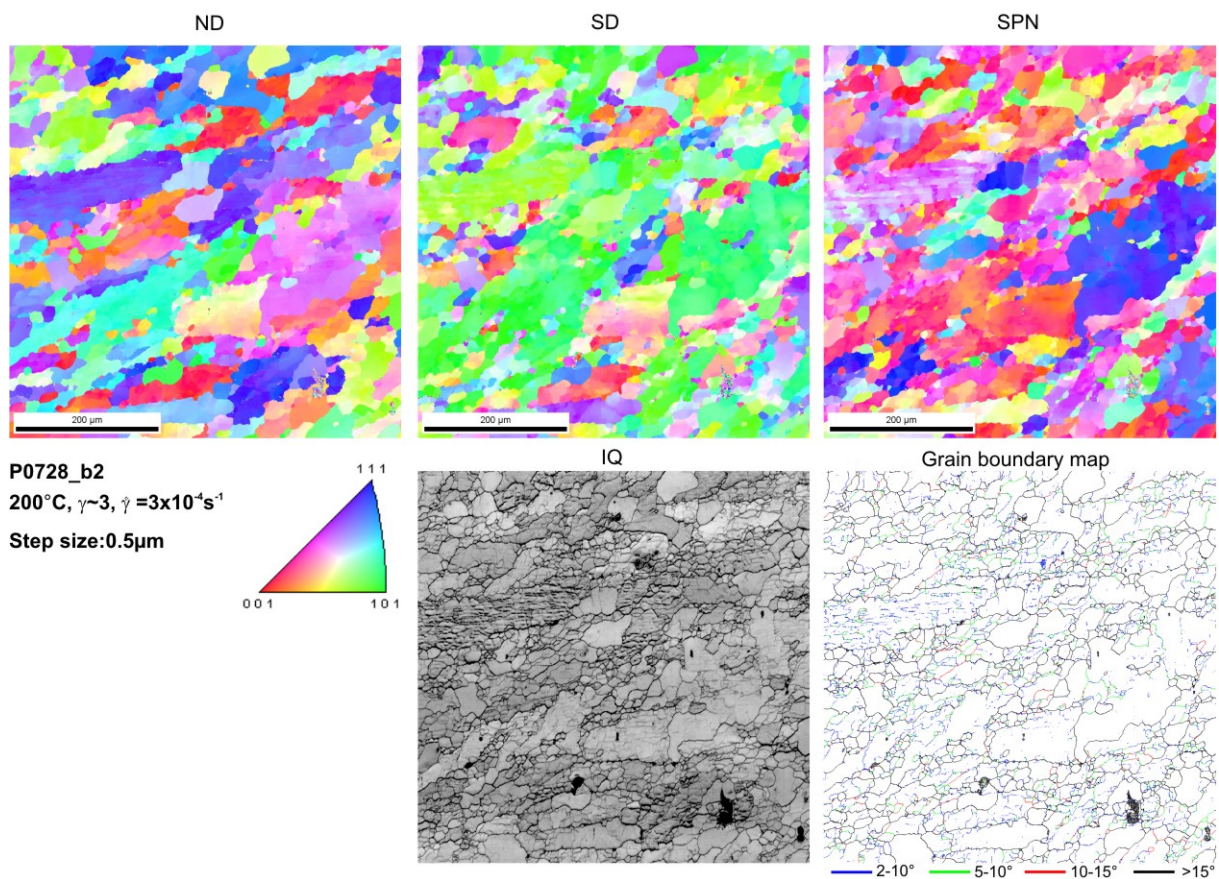 ND
SD
SPN
200 µm
200 µm
200 µm
P0728_b2
200°C, γ~3, γ̇ =3x10⁻⁴s⁻¹
Step size:0.5µm
1 1 1
0 0 1
1 0 1
IQ
Grain boundary map
2-10°
5-10°
10-15°
>15°